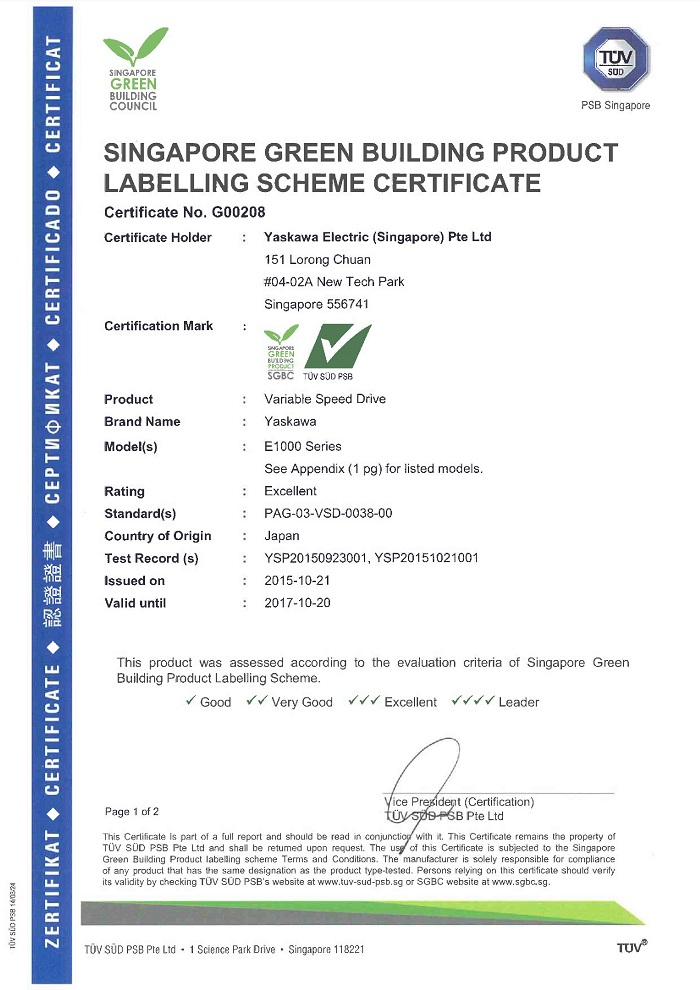 SINGAPORE
GREEN
BUILDING
COUNCIL
TÜV
SÜD
PSB Singapore
SINGAPORE GREEN BUILDING PRODUCT
LABELLING SCHEME CERTIFICATE
Certificate No. G00208
Certificate Holder : Yaskawa Electric (Singapore) Pte Ltd
151 Lorong Chuan
#04-02A New Tech Park
Singapore 556741
Certification Mark :
SINGAPORE
GREEN
BUILDING
PRODUCT
SGBC
TÜV SÜD PSB
Product : Variable Speed Drive
Brand Name : Yaskawa
Model(s) : E1000 Series
See Appendix (1 pg) for listed models.
Rating : Excellent
Standard(s) : PAG-03-VSD-0038-00
Country of Origin : Japan
Test Record (s) : YSP20150923001, YSP20151021001
Issued on : 2015-10-21
Valid until : 2017-10-20
This product was assessed according to the evaluation criteria of Singapore Green
Building Product Labelling Scheme.
✓ Good ✓✓ Very Good ✓✓✓ Excellent ✓✓✓✓ Leader
Vice President (Certification)
TÜV SÜD PSB Pte Ltd
Page 1 of 2
This Certificate is part of a full report and should be read in conjunction with it. This Certificate remains the property of
TÜV SÜD PSB Pte Ltd and shall be returned upon request. The use of this Certificate is subjected to the Singapore
Green Building Product labelling scheme Terms and Conditions. The manufacturer is solely responsible for compliance
of any product that has the same designation as the product type-tested. Persons relying on this certificate should verify
its validity by checking TÜV SÜD PSB's website at www.tuv-sud-psb.sg or SGBC website at www.sgbc.sg.
TÜV SÜD PSB Pte Ltd • 1 Science Park Drive • Singapore 118221
TÜV®
ZERTIFIKAT ◆ CERTIFICATE ◆ 認證證書 ◆ СЕРТИФИКАТ ◆ CERTIFICADO ◆ CERTIFICAT